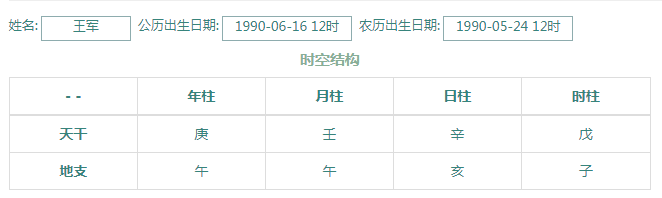 姓名: 王军 公历出生日期: 1990-06-16 12时 农历出生日期: 1990-05-24 12时
时空结构
- - 年柱 月柱 日柱 时柱
天干 庚 壬 辛 戊
地支 午 午 亥 子